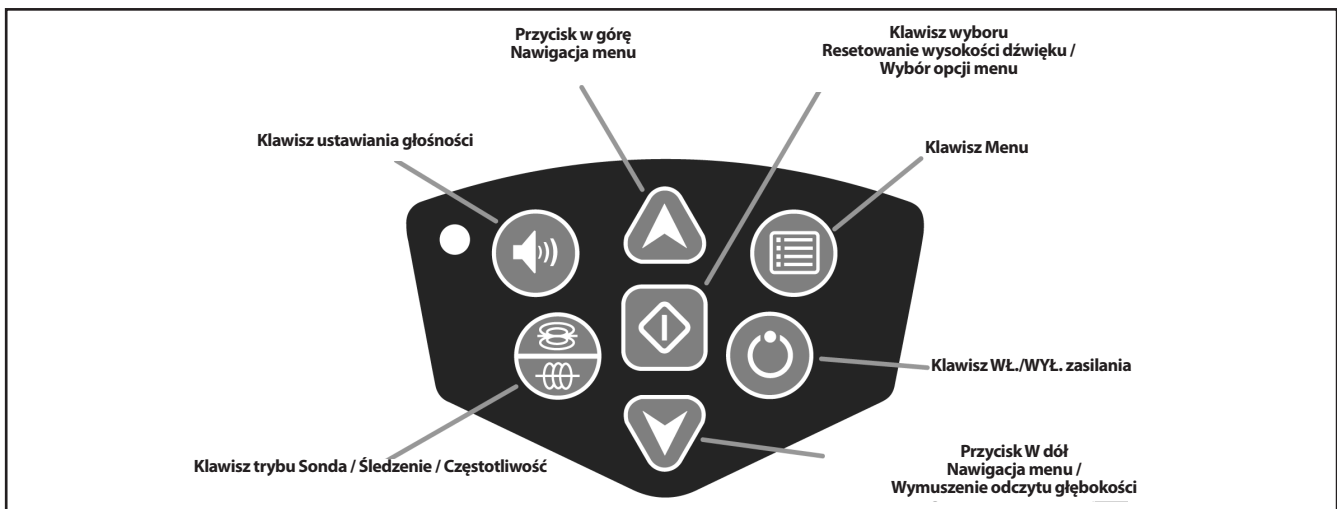 Przycisk w górę
Nawigacja menu
Klawisz wyboru
Resetowanie wysokości dźwięku /
Wybór opcji menu
Klawisz ustawiania głośności
Klawisz Menu
Klawisz WŁ./WYŁ. zasilania
Klawisz trybu Sonda / Śledzenie / Częstotliwość
Przycisk W dół
Nawigacja menu /
Wymuszenie odczytu głębokości